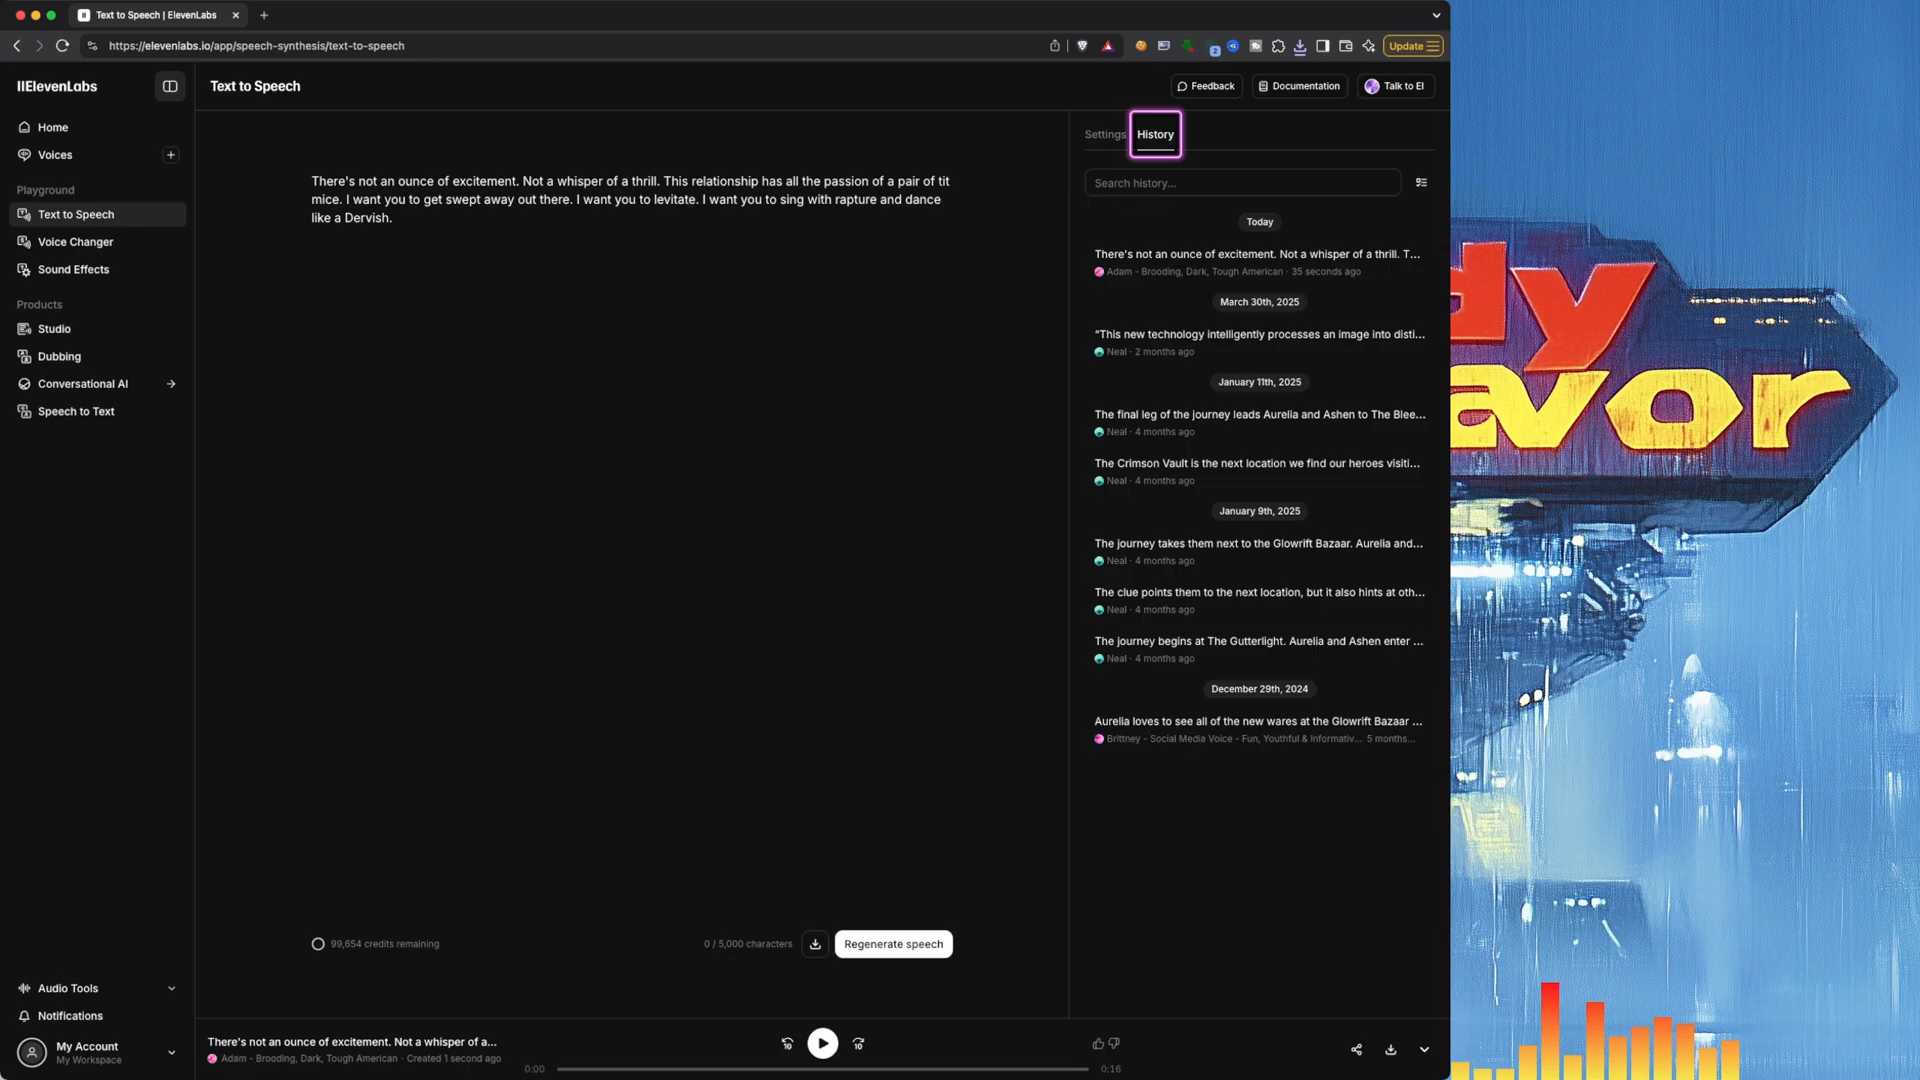 Text to Speech | ElevenLabs
https://elevenlabs.io/app/speech-synthesis/text-to-speech
2
Update
IIElevenLabs
Text to Speech
Feedback
Documentation
Talk to El
Home
Voices
Playground
Text to Speech
Voice Changer
Sound Effects
Products
Studio
Dubbing
Conversational AI
Speech to Text
There's not an ounce of excitement. Not a whisper of a thrill. This relationship has all the passion of a pair of tit
mice. I want you to get swept away out there. I want you to levitate. I want you to sing with rapture and dance
like a Dervish.
Settings
History
Search history...
Today
There's not an ounce of excitement. Not a whisper of a thrill. T...
Adam - Brooding, Dark, Tough American · 35 seconds ago
March 30th, 2025
"This new technology intelligently processes an image into disti...
Neal · 2 months ago
January 11th, 2025
The final leg of the journey leads Aurelia and Ashen to The Blee...
Neal · 4 months ago
The Crimson Vault is the next location we find our heroes visiti...
Neal · 4 months ago
January 9th, 2025
The journey takes them next to the Glowrift Bazaar. Aurelia and...
Neal · 4 months ago
The clue points them to the next location, but it also hints at oth...
Neal · 4 months ago
The journey begins at The Gutterlight. Aurelia and Ashen enter ...
Neal · 4 months ago
December 29th, 2024
Aurelia loves to see all of the new wares at the Glowrift Bazaar ...
Brittney - Social Media Voice - Fun, Youthful & Informativ... 5 months...
99,654 credits remaining
0 / 5,000 characters
Regenerate speech
Audio Tools
Notifications
My Account
My Workspace
There's not an ounce of excitement. Not a whisper of a...
Adam - Brooding, Dark, Tough American · Created 1 second ago
10
10
0:00
0:16
dy
avor